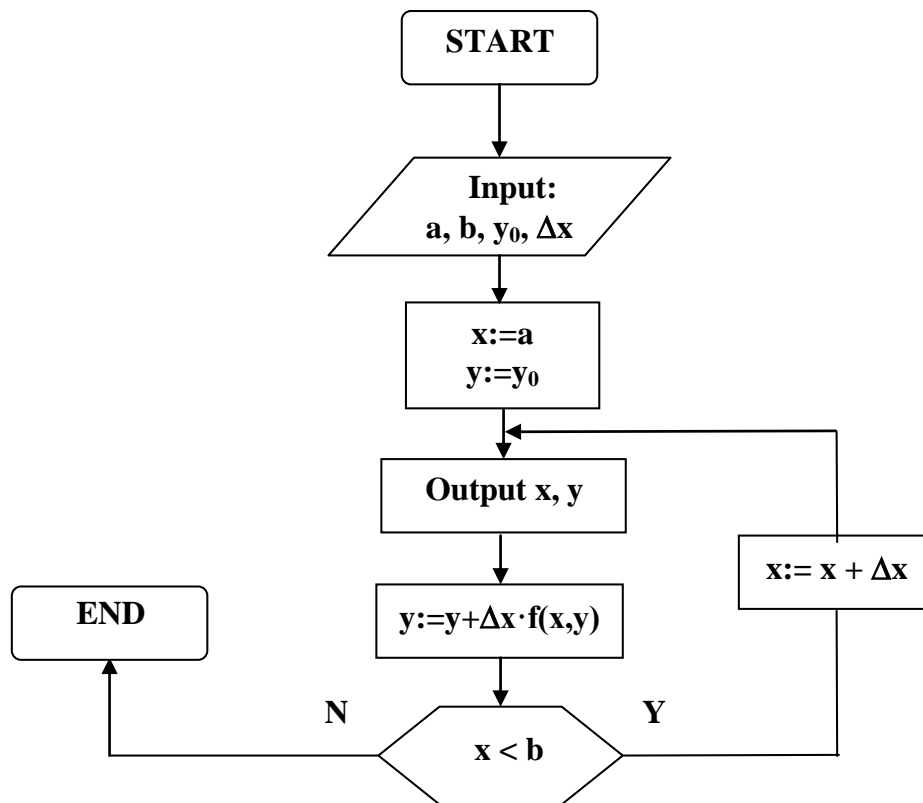 START
Input:
a, b, y₀, Δx
x:=a
y:=y₀
Output x, y
x:= x + Δx
END
y:=y+Δx·f(x,y)
N
Y
x < b